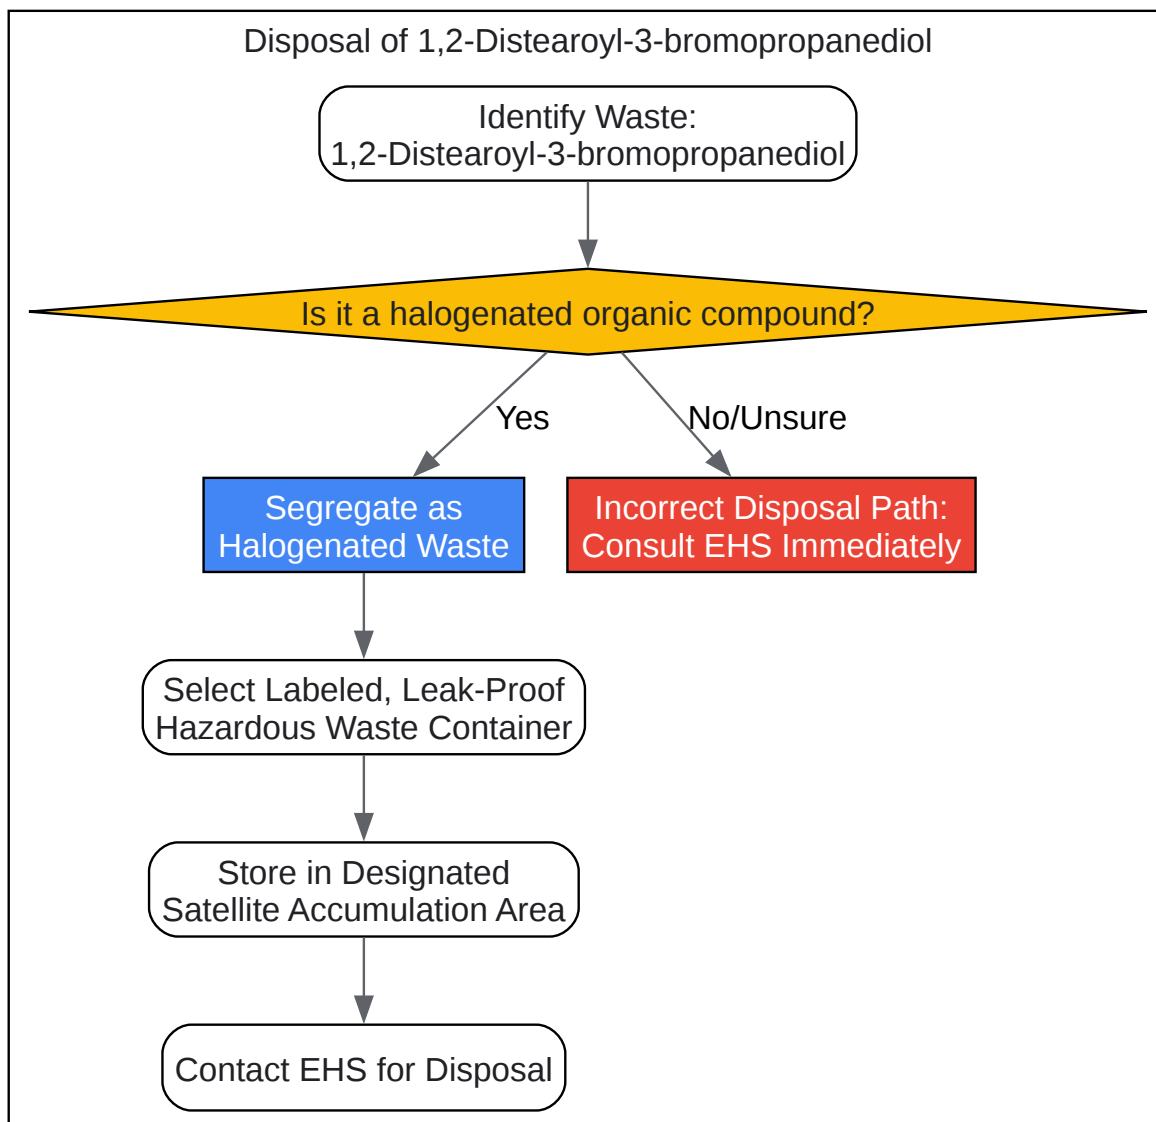 Disposal of 1,2-Distearoyl-3-bromopropanediol
Identify Waste:
1,2-Distearoyl-3-bromopropanediol
Is it a halogenated organic compound?
Yes
No/Unsure
Segregate as
Halogenated Waste
Incorrect Disposal Path:
Consult EHS Immediately
Select Labeled, Leak-Proof
Hazardous Waste Container
Store in Designated
Satellite Accumulation Area
Contact EHS for Disposal